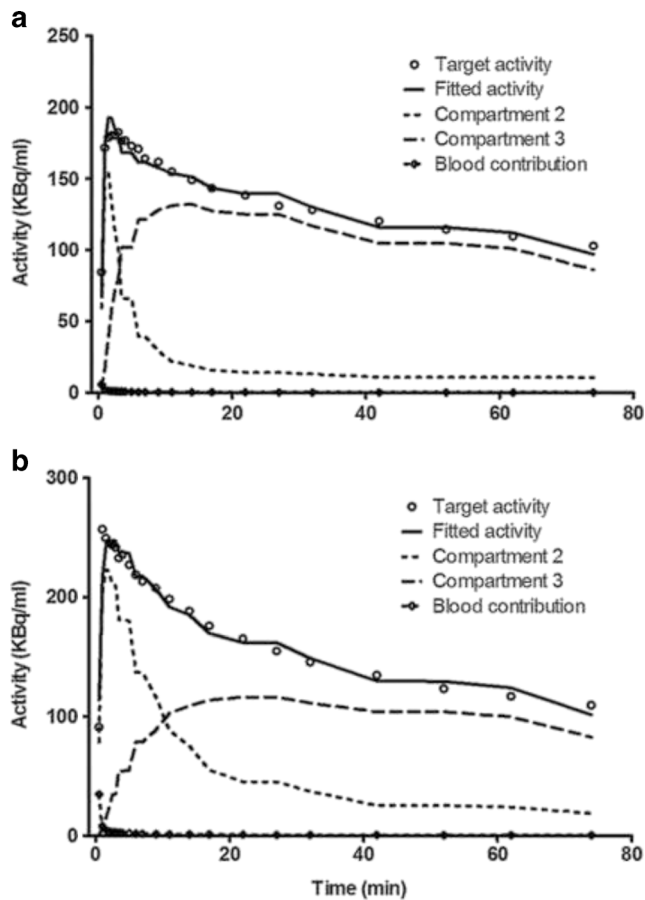 a
250
200
150
100
50
0
Activity (KBq/ml)
Target activity
Fitted activity
Compartment 2
Compartment 3
Blood contribution
0 20 40 60 80
b
300
200
100
0
Activity (KBq/ml)
Target activity
Fitted activity
Compartment 2
Compartment 3
Blood contribution
0 20 40 60 80
Time (min)